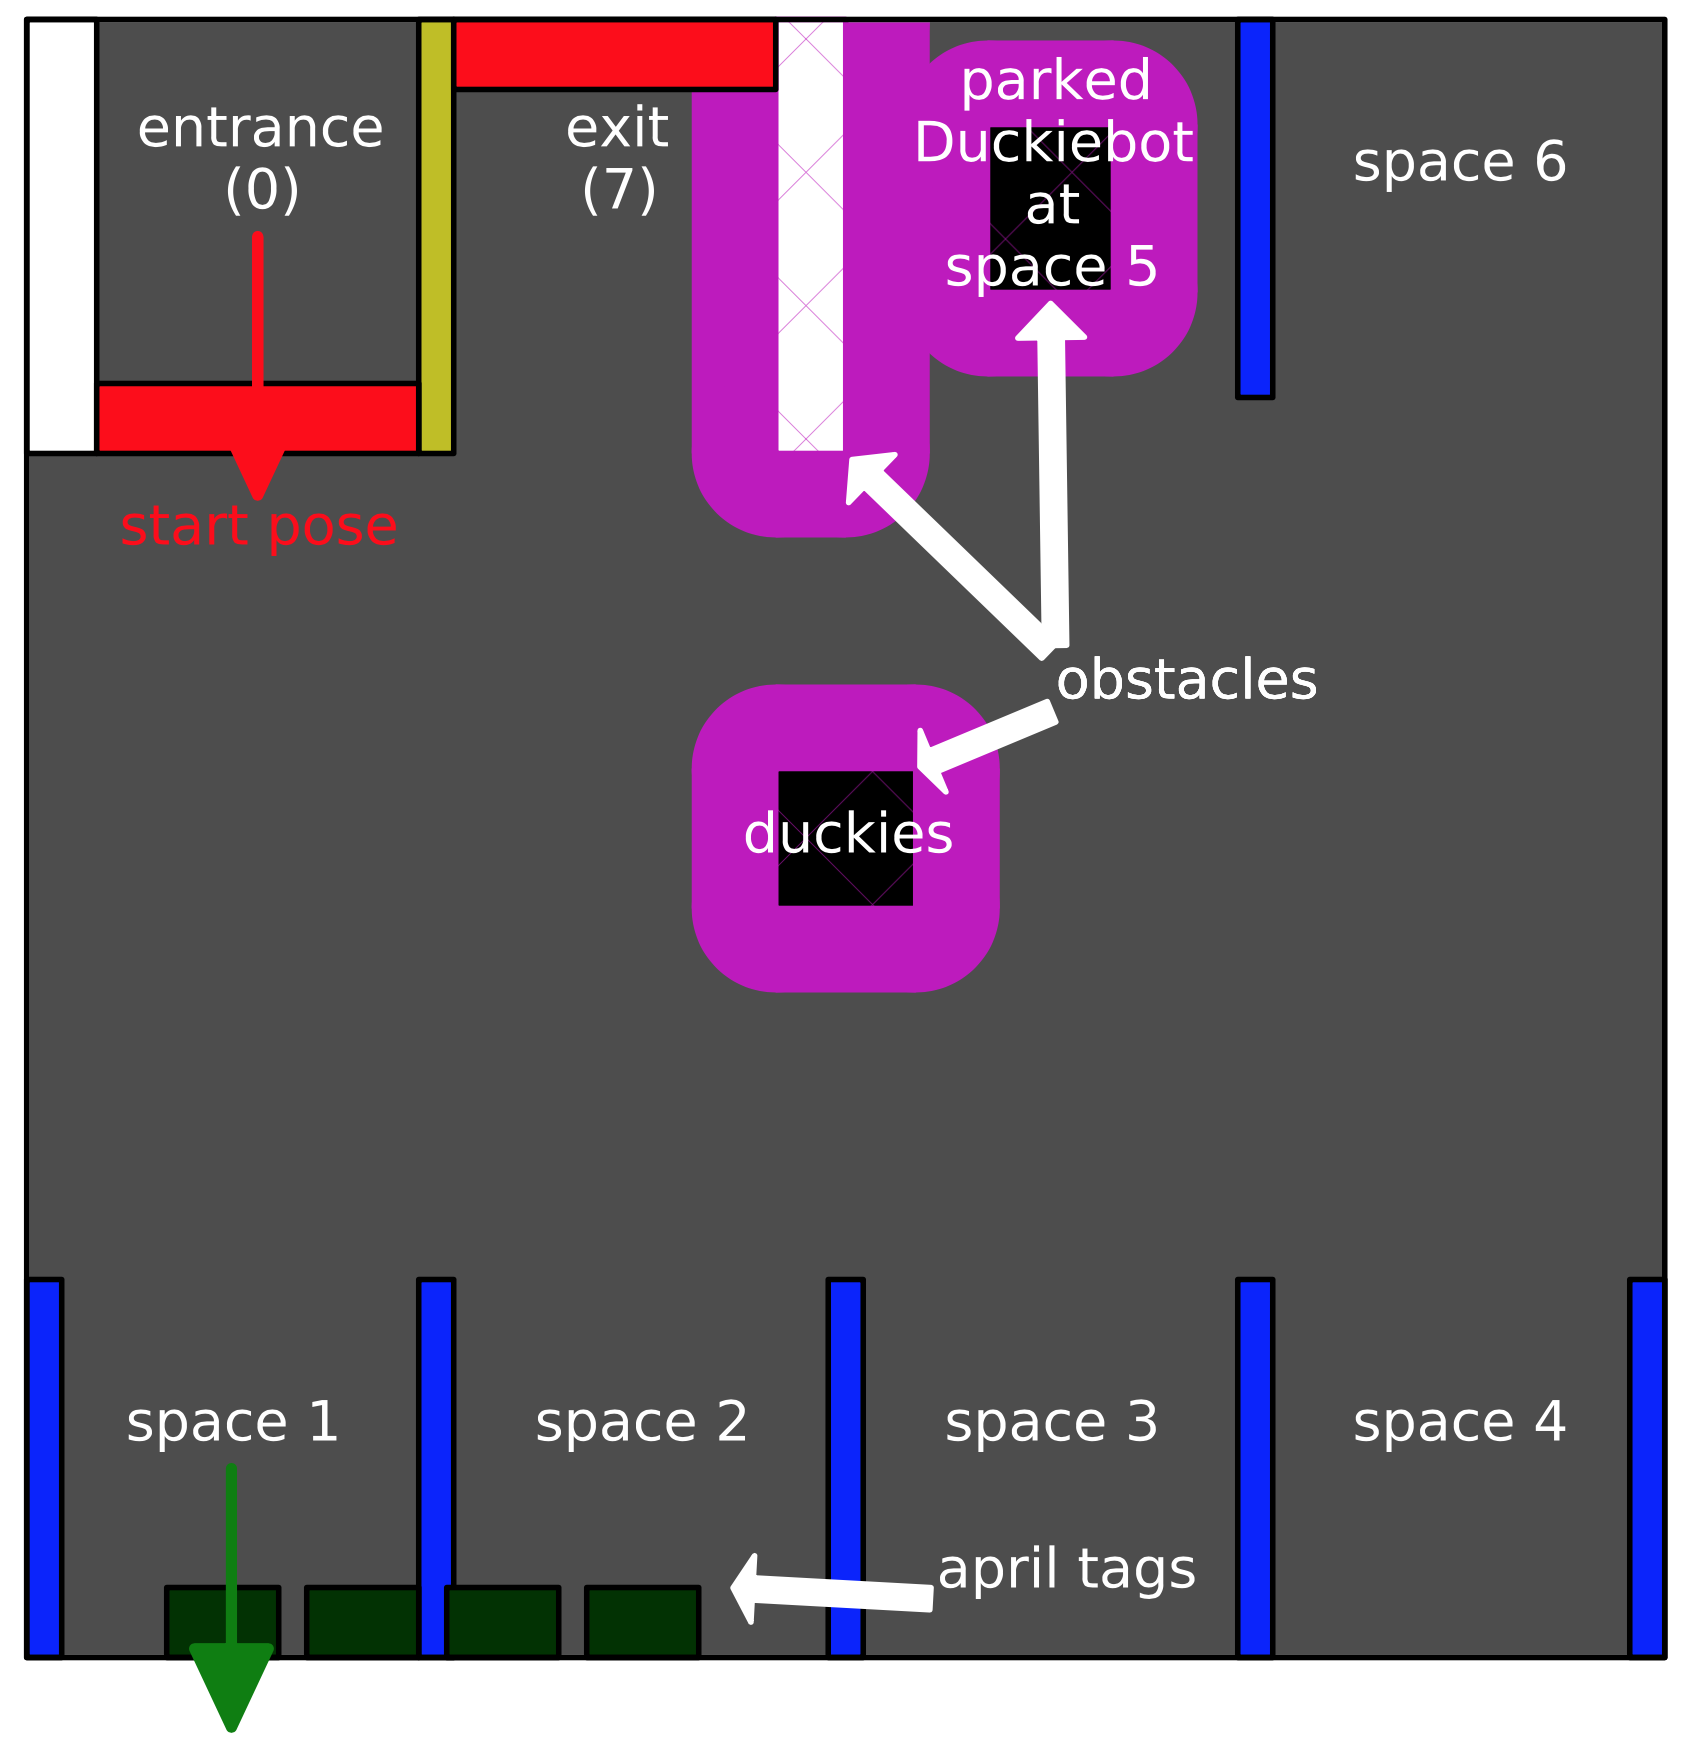 entrance
(0)
exit
(7)
parked
Duckiebot
at
space 5
space 6
start pose
obstacles
duckies
space 1
space 2
space 3
space 4
april tags